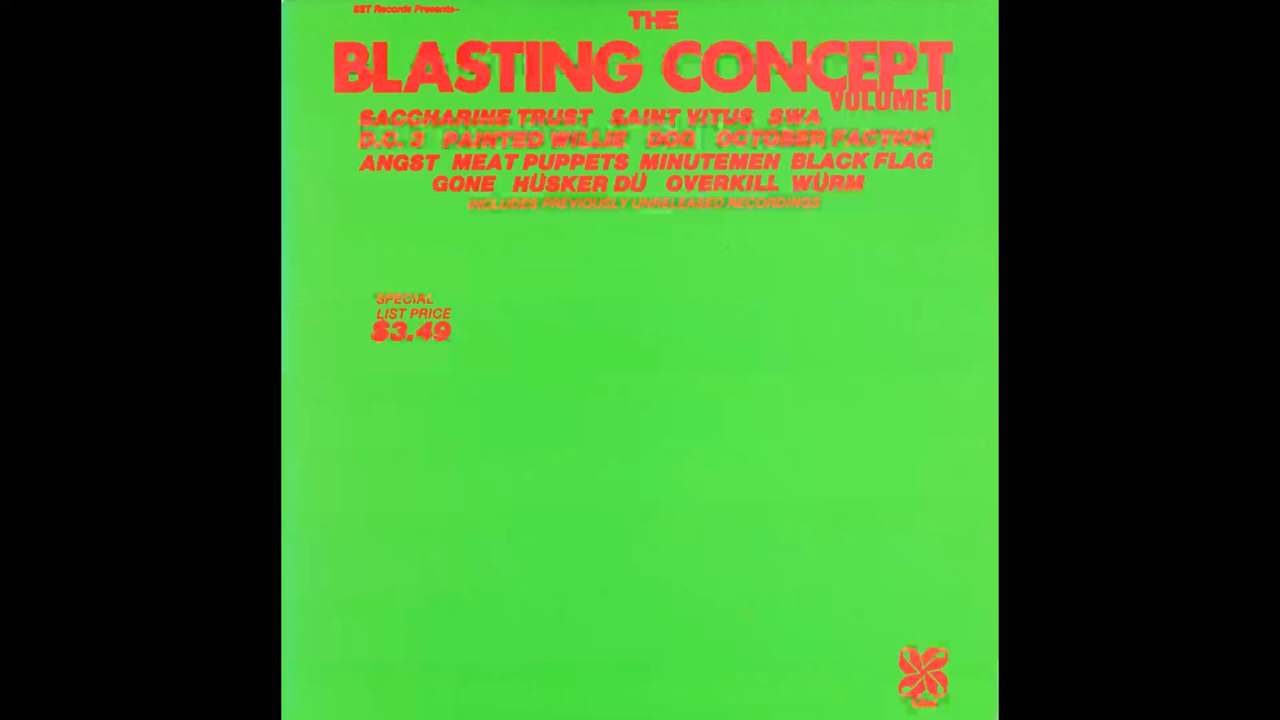 SST Records Presents–
THE
BLASTING CONCEPT
VOLUME II
SACCHARINE TRUST SAINT VITUS SWA
D.C. 3 PAINTED WILLIE DOG OCTOBER FACTION
ANGST MEAT PUPPETS MINUTEMEN BLACK FLAG
GONE HÜSKER DÜ OVERKILL WÜRM
INCLUDES PREVIOUSLY UNRELEASED RECORDINGS
SPECIAL
LIST PRICE
$3.49